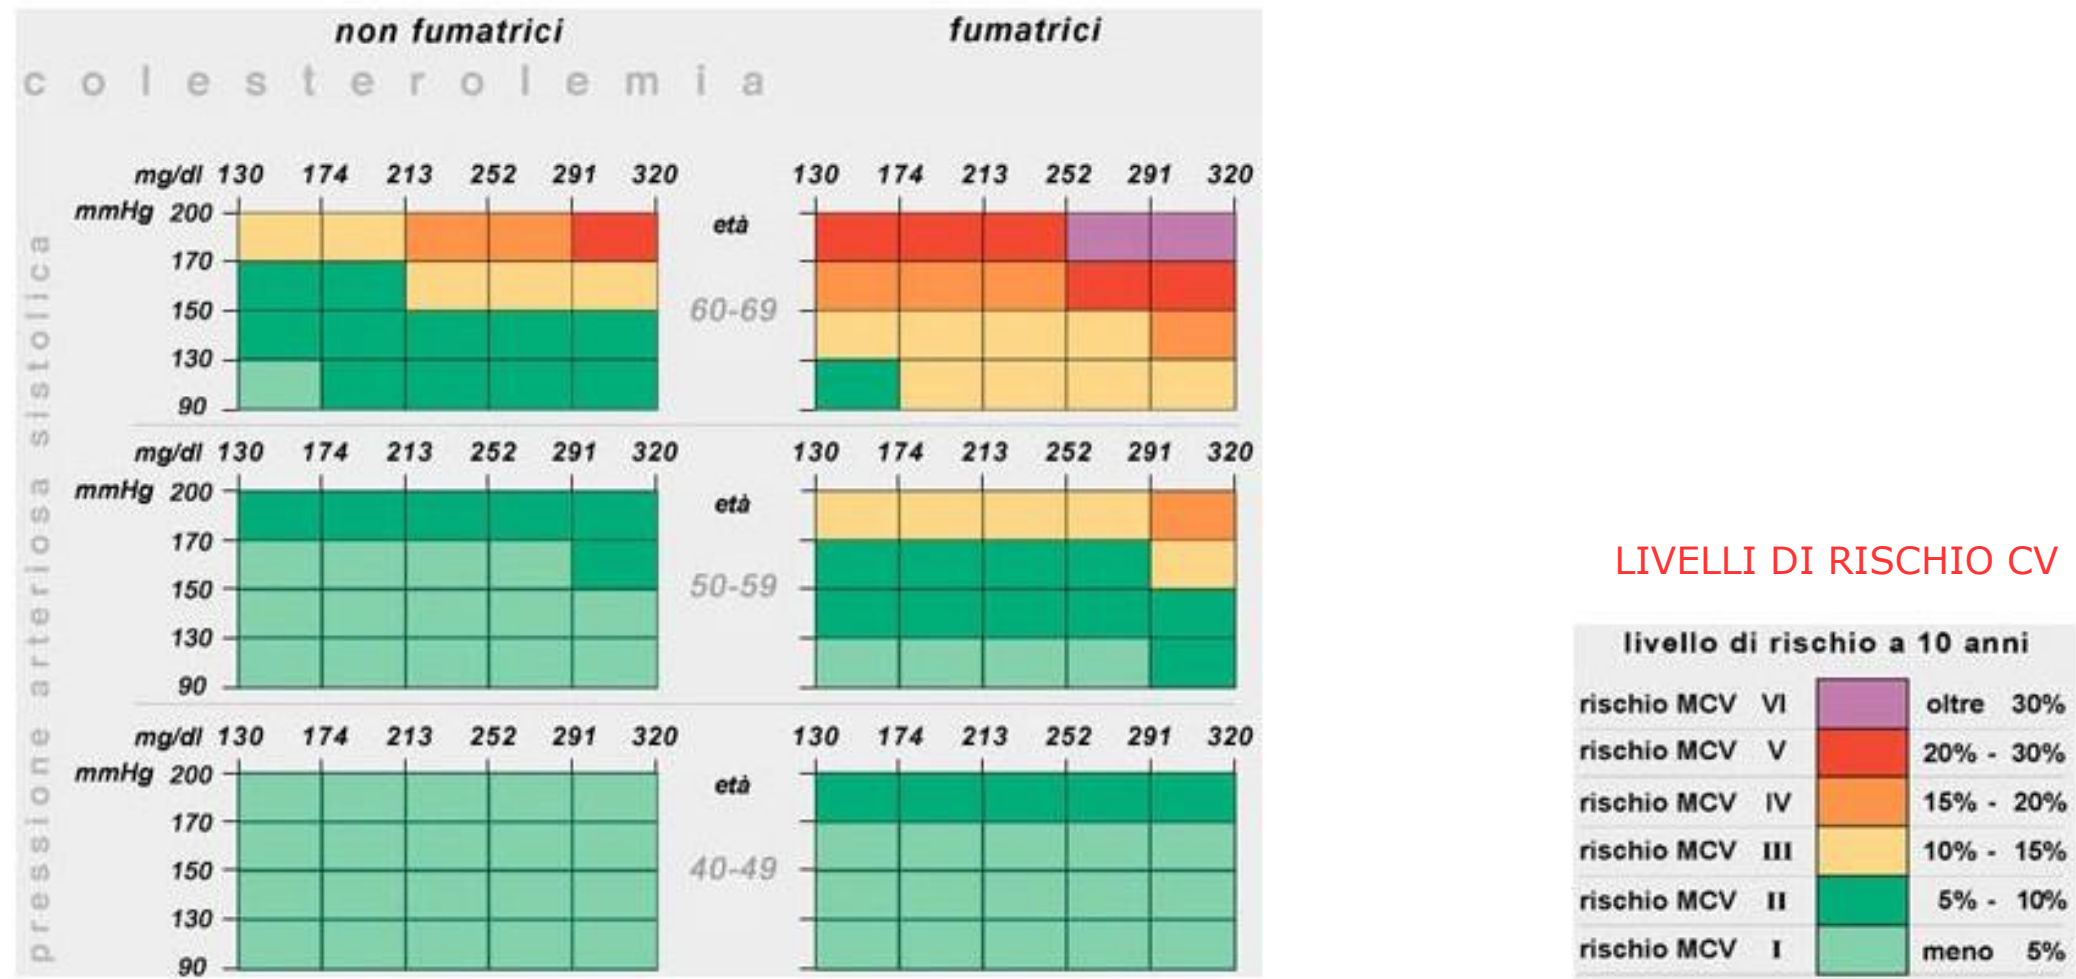 non fumatrici fumatrici
colesterolemia
mg/dl 130 174 213 252 291 320 130 174 213 252 291 320
mmHg 200 età
170
150 60-69
130
90
mg/dl 130 174 213 252 291 320 130 174 213 252 291 320
mmHg 200 età
170
150 50-59
130
90
mg/dl 130 174 213 252 291 320 130 174 213 252 291 320
mmHg 200 età
170
150 40-49
130
90
pressione arteriosa sistolica
LIVELLI DI RISCHIO CV
livello di rischio a 10 anni
rischio MCV VI oltre 30%
rischio MCV V 20% - 30%
rischio MCV IV 15% - 20%
rischio MCV III 10% - 15%
rischio MCV II 5% - 10%
rischio MCV I meno 5%